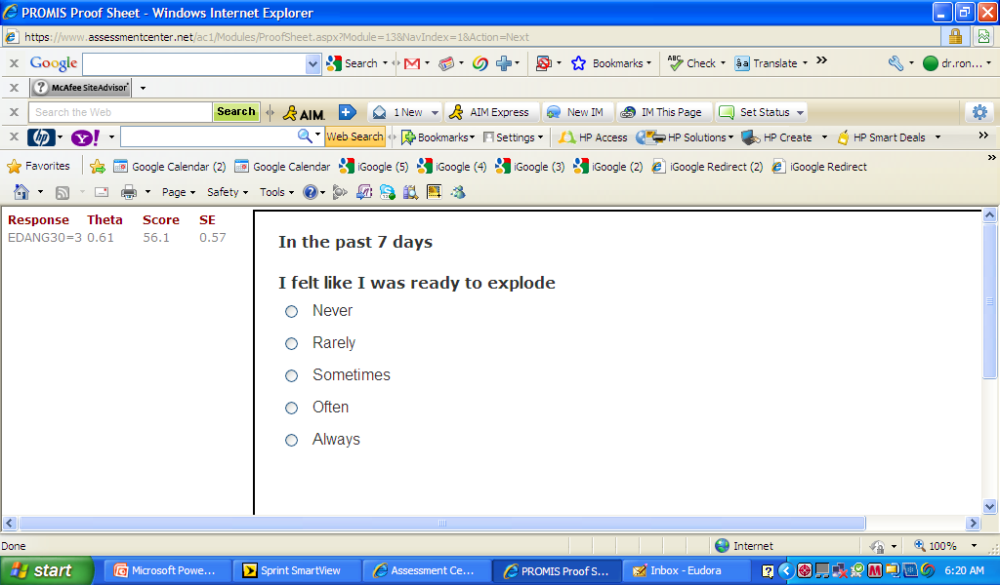 PROMIS Proof Sheet - Windows Internet Explorer
https://www.assessmentcenter.net/ac1/Modules/ProofSheet.aspx?Module=13&NavIndex=1&Action=Next
X Google Search Bookmarks ABC Check Translate dr.ron...
X McAfee SiteAdvisor
X Search the Web Search AIM. 1 New AIM Express New IM IM This Page Set Status
X hp Y! Web Search Bookmarks Settings HP Access HP Solutions HP Create HP Smart Deals
Favorites Google Calendar (2) Google Calendar iGoogle (5) iGoogle (4) iGoogle (3) iGoogle (2) iGoogle Redirect (2) iGoogle Redirect
Page Safety Tools
Response Theta Score SE
EDANG30=3 0.61 56.1 0.57
In the past 7 days
I felt like I was ready to explode
Never
Rarely
Sometimes
Often
Always
Done Internet 100%
start Microsoft Powe... Sprint SmartView Assessment Ce... PROMIS Proof S... Inbox - Eudora 6:20 AM